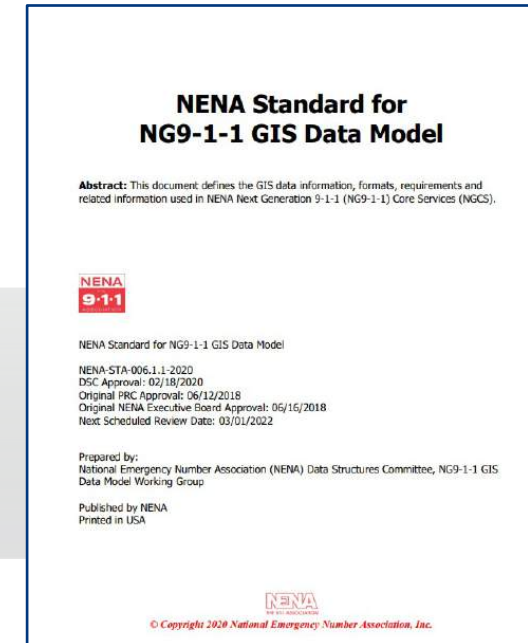 NENA Standard for
NG9-1-1 GIS Data Model
Abstract: This document defines the GIS data information, formats, requirements and
related information used in NENA Next Generation 9-1-1 (NG9-1-1) Core Services (NGCS).
NENA
9·1·1
NENA Standard for NG9-1-1 GIS Data Model
NENA-STA-006.1.1-2020
DSC Approval: 02/18/2020
Original PRC Approval: 06/12/2018
Original NENA Executive Board Approval: 06/16/2018
Next Scheduled Review Date: 03/01/2022
Prepared by:
National Emergency Number Association (NENA) Data Structures Committee, NG9-1-1 GIS
Data Model Working Group
Published by NENA
Printed in USA
NENA
THE 9-1-1 ASSOCIATION
© Copyright 2020 National Emergency Number Association, Inc.